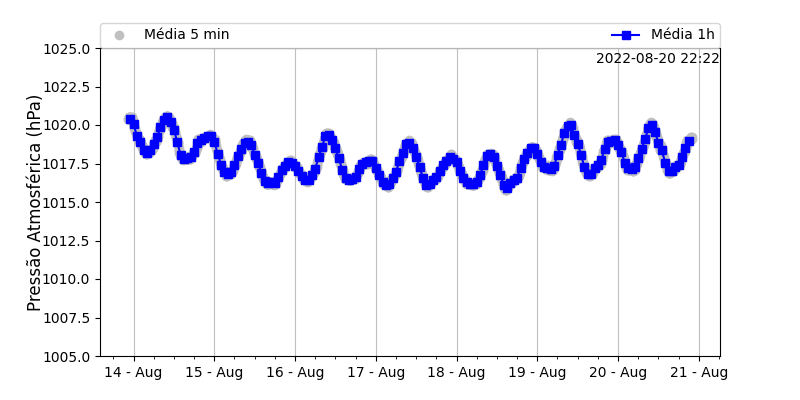 Média 5 min
Média 1h
2022-08-20 22:22
Pressão Atmosférica (hPa)
1025.0
1022.5
1020.0
1017.5
1015.0
1012.5
1010.0
1007.5
1005.0
14 - Aug
15 - Aug
16 - Aug
17 - Aug
18 - Aug
19 - Aug
20 - Aug
21 - Aug